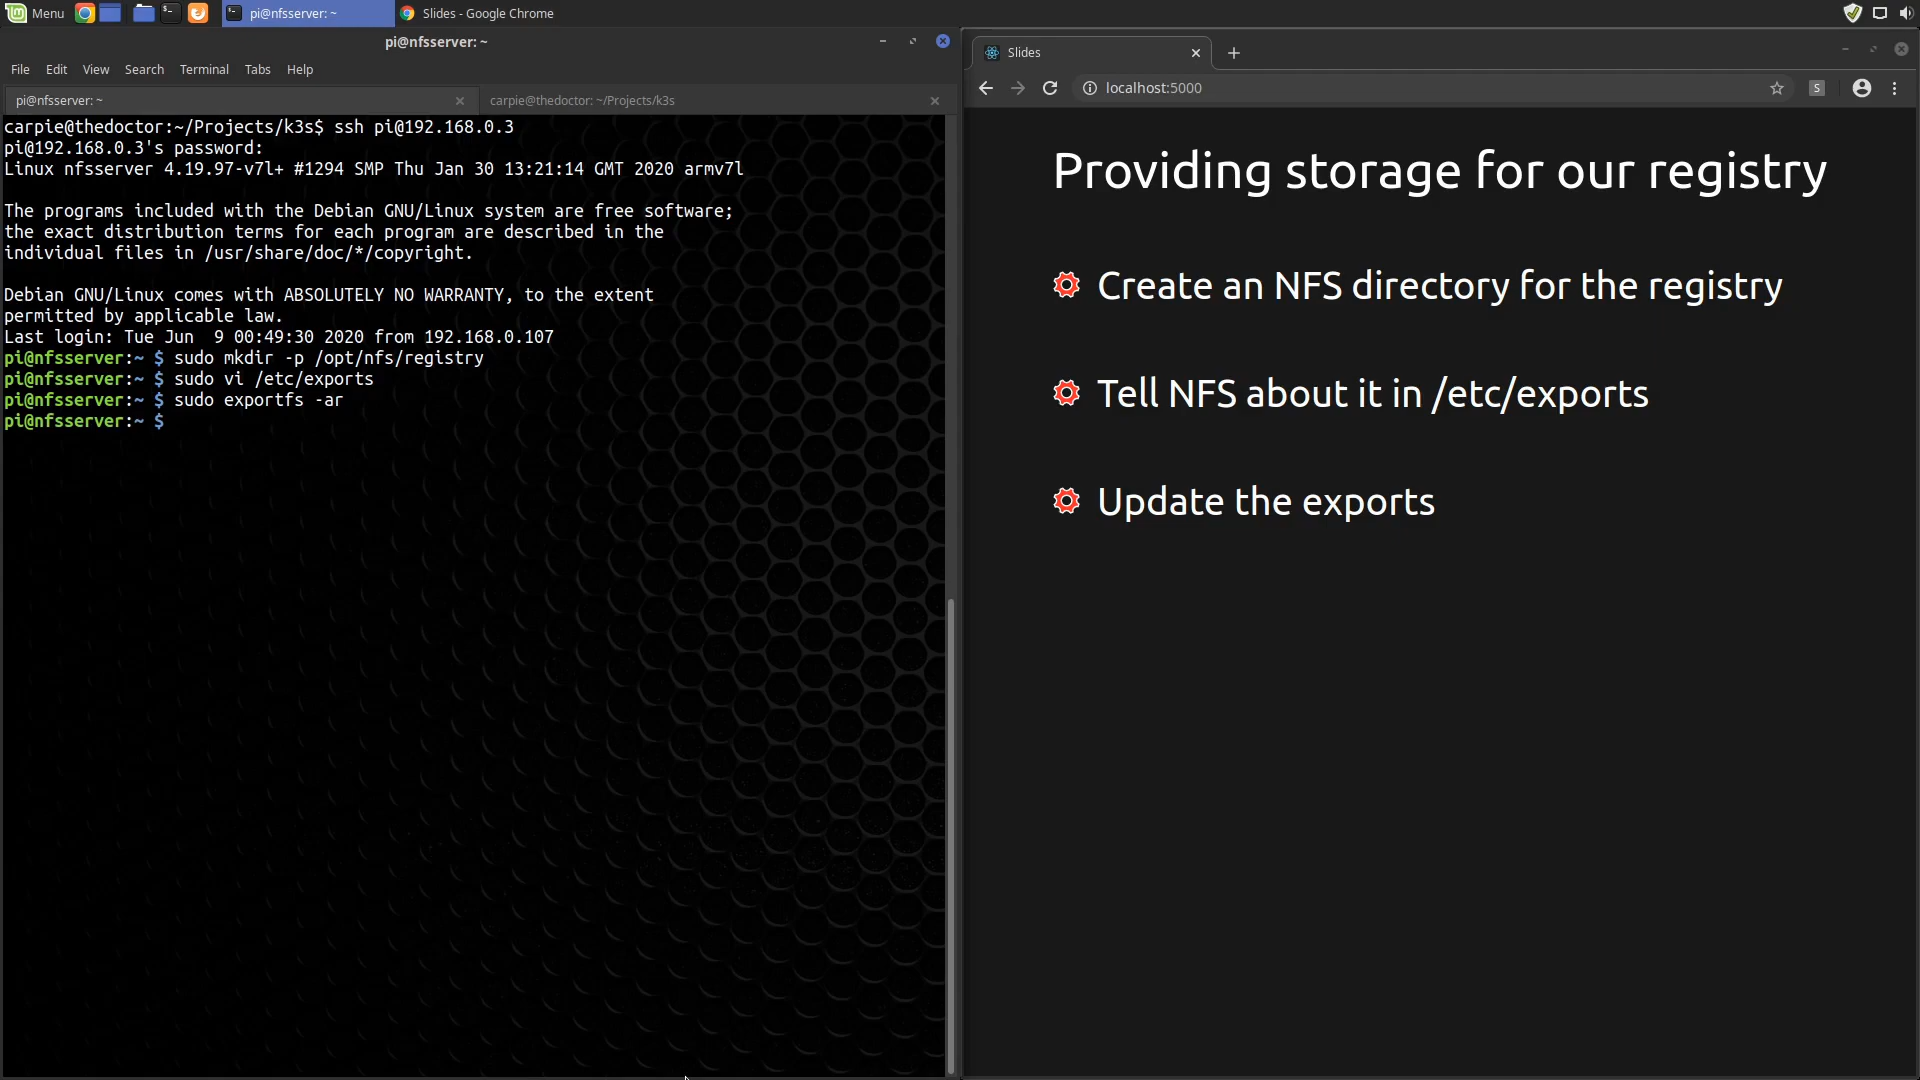 Menu
pi@nfsserver: ~
Slides - Google Chrome
pi@nfsserver: ~
File Edit View Search Terminal Tabs Help
pi@nfsserver: ~
carpie@thedoctor: ~/Projects/k3s
carpie@thedoctor:~/Projects/k3s$ ssh pi@192.168.0.3
pi@192.168.0.3's password:
Linux nfsserver 4.19.97-v7l+ #1294 SMP Thu Jan 30 13:21:14 GMT 2020 armv7l
The programs included with the Debian GNU/Linux system are free software;
the exact distribution terms for each program are described in the
individual files in /usr/share/doc/*/copyright.
Debian GNU/Linux comes with ABSOLUTELY NO WARRANTY, to the extent
permitted by applicable law.
Last login: Tue Jun  9 00:49:30 2020 from 192.168.0.107
pi@nfsserver:~ $ sudo mkdir -p /opt/nfs/registry
pi@nfsserver:~ $ sudo vi /etc/exports
pi@nfsserver:~ $ sudo exportfs -ar
pi@nfsserver:~ $
Slides
localhost:5000
S
Providing storage for our registry
Create an NFS directory for the registry
Tell NFS about it in /etc/exports
Update the exports